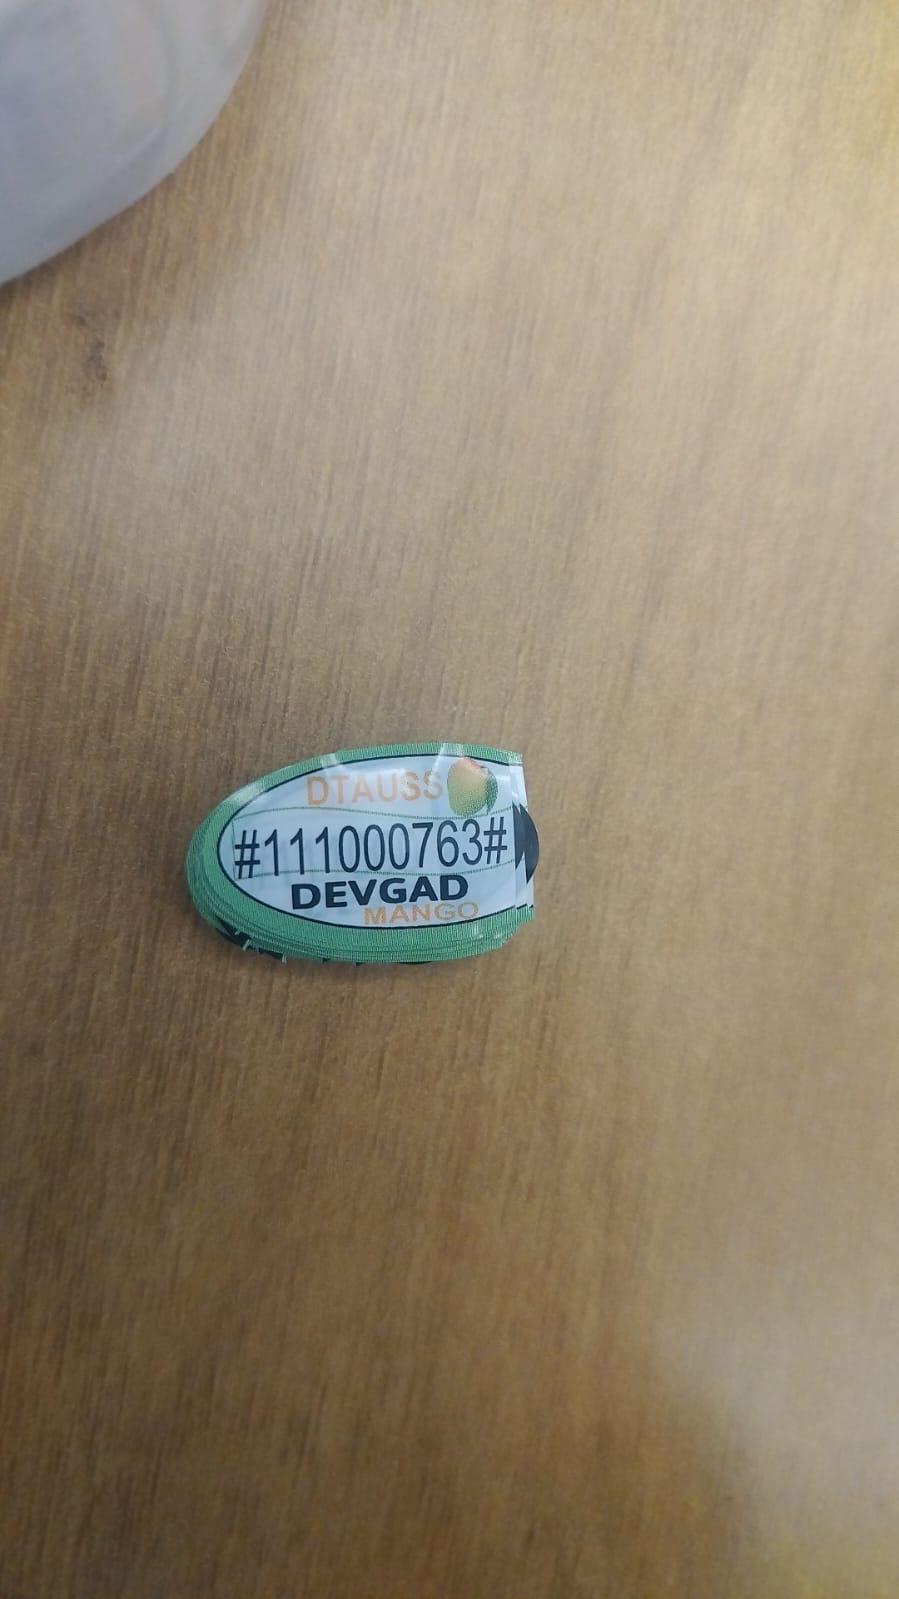 DTAUSS
#111000763#
DEVGAD
MANGO